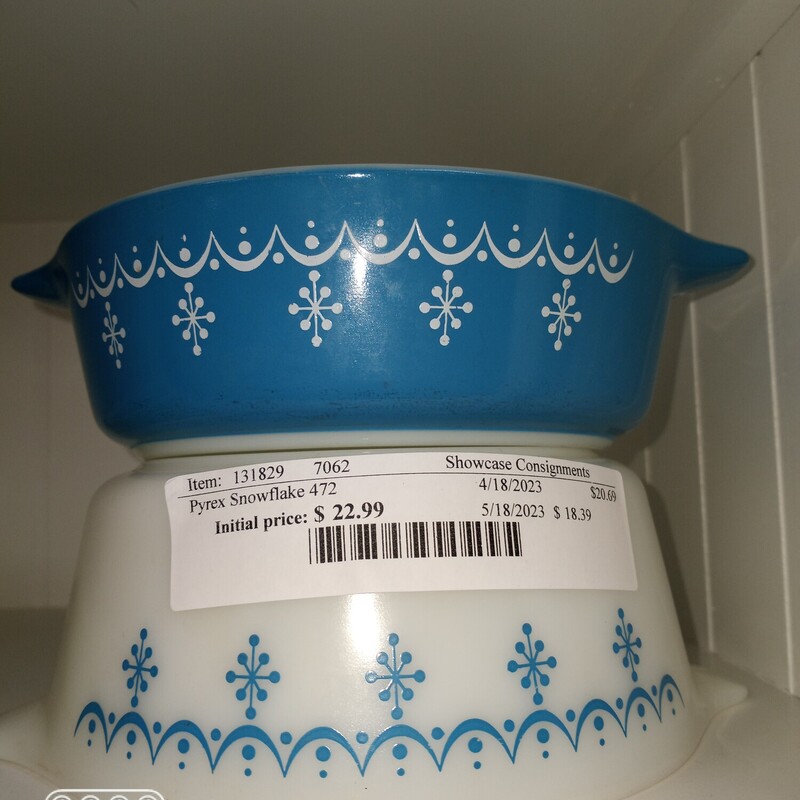 Item: 131829 7062 Showcase Consignments
Pyrex Snowflake 472 4/18/2023 $20.69
Initial price: $ 22.99 5/18/2023 $ 18.39